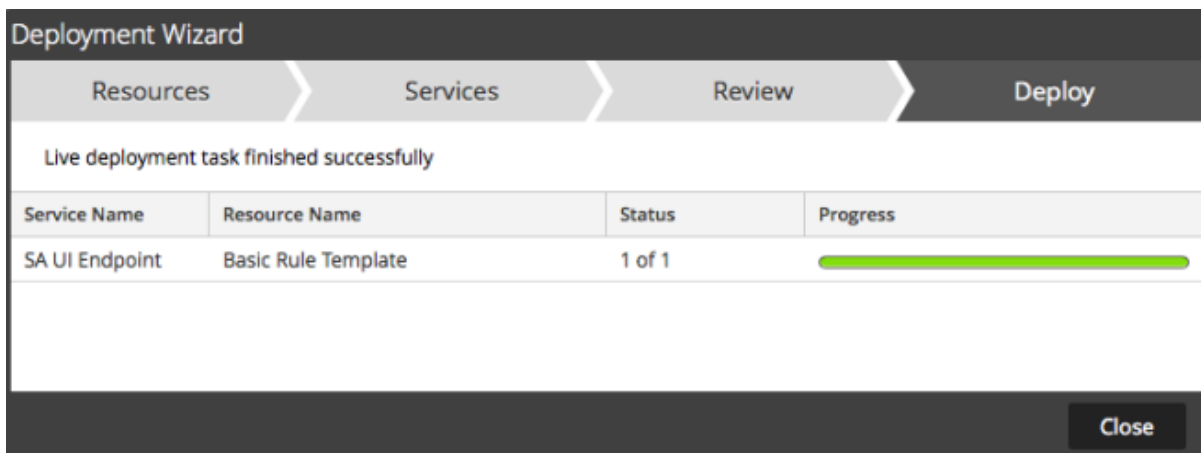 Deployment Wizard
Resources Services Review Deploy
Live deployment task finished successfully
Service Name Resource Name Status Progress
SA UI Endpoint Basic Rule Template 1 of 1
Close